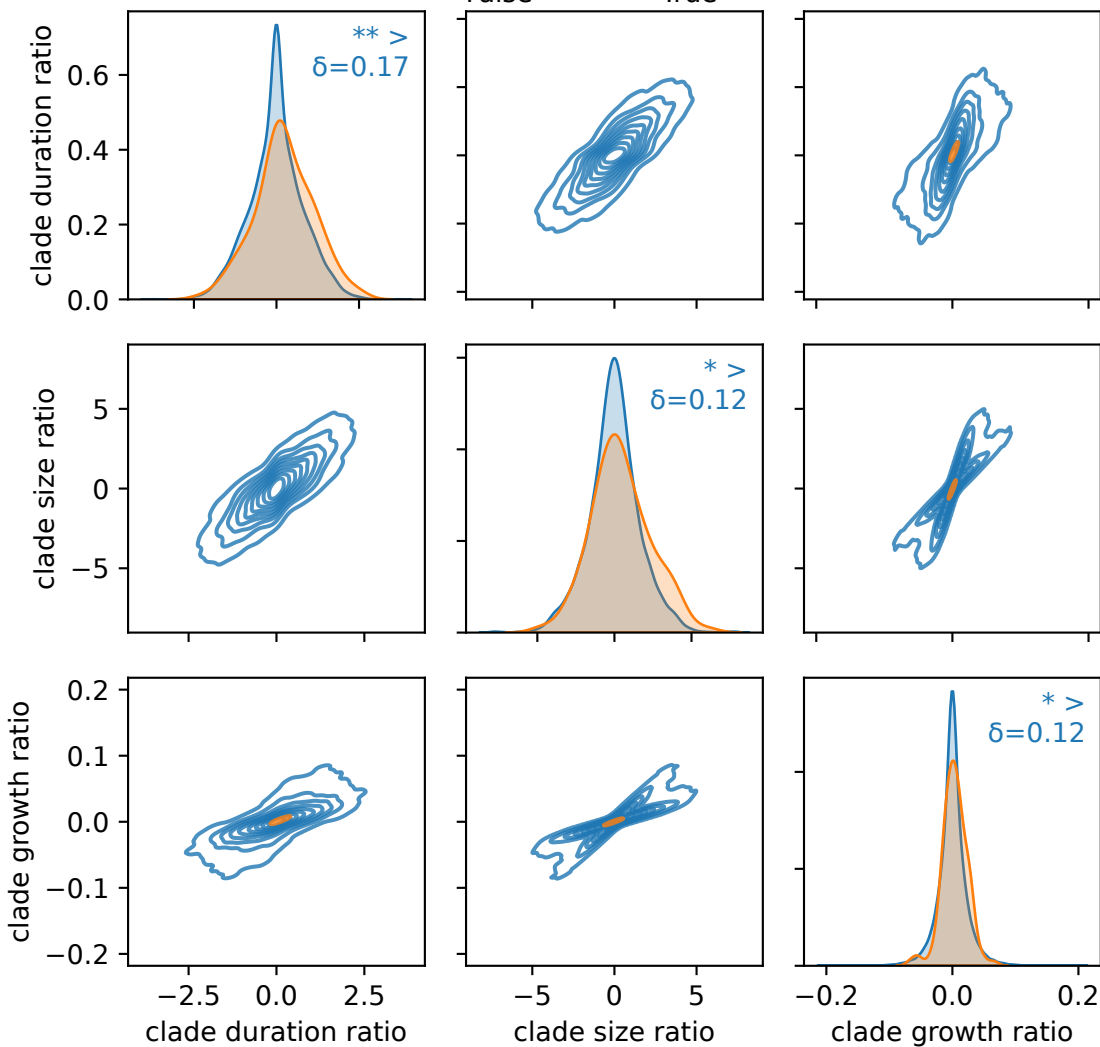 False True
clade duration ratio
0.6
0.4
0.2
0.0
** >
δ=0.17
clade size ratio
5
0
−5
* >
δ=0.12
clade growth ratio
0.2
0.1
0.0
−0.1
−0.2
* >
δ=0.12
−2.5 0.0 2.5
−5 0 5
−0.2 0.0 0.2
clade duration ratio
clade size ratio
clade growth ratio